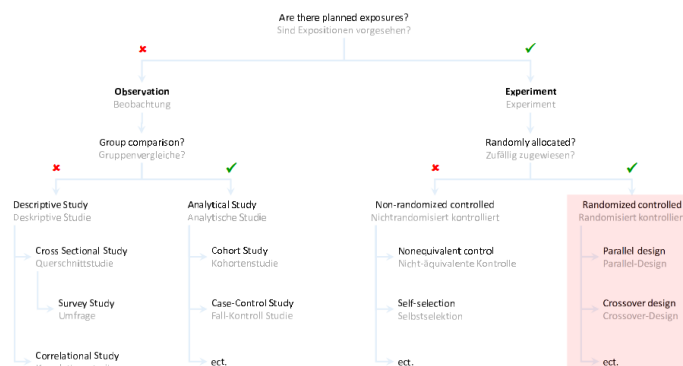 Are there planned exposures?
Sind Expositionen vorgesehen?
Observation
Beobachtung
Experiment
Experiment
Group comparison?
Gruppenvergleiche?
Randomly allocated?
Zufällig zugewiesen?
Descriptive Study
Deskriptive Studie
Analytical Study
Analytische Studie
Non-randomized controlled
Nichtrandomisiert kontrolliert
Randomized controlled
Randomisiert kontrollier
Cross Sectional Study
Querschnittstudie
Cohort Study
Kohortenstudie
Nonequivalent control
Nicht-äquivalente Kontrolle
Parallel design
Parallel-Design
Survey Study
Umfrage
Case-Control Study
Fall-Kontroll Studie
Self-selection
Selbstselektion
Crossover design
Crossover-Design
Correlational Study
ect.
ect.
ect.